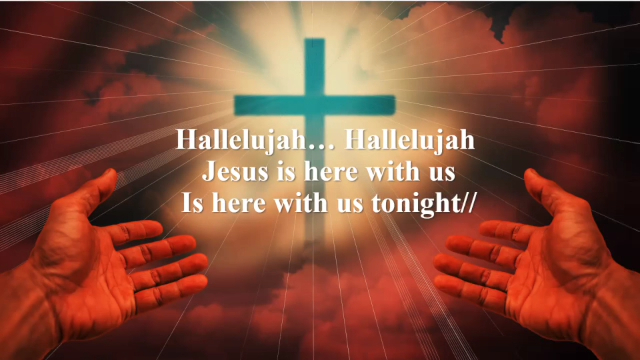 Hallelujah… Hallelujah
Jesus is here with us
Is here with us tonight//